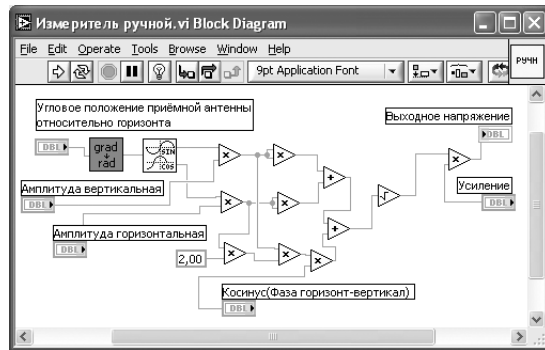 Измеритель ручной.vi Block Diagram
File Edit Operate Tools Browse Window Help
9pt Application Font
РУЧН
Угловое положение приёмной антенны
относительно горизонта
DBL
grad
rad
SIN
COS
Амплитуда вертикальная
DBL
Амплитуда горизонтальная
DBL
2,00
Косинус(Фаза горизонт-вертикал)
DBL
Выходное напряжение
DBL
Усиление
DBL